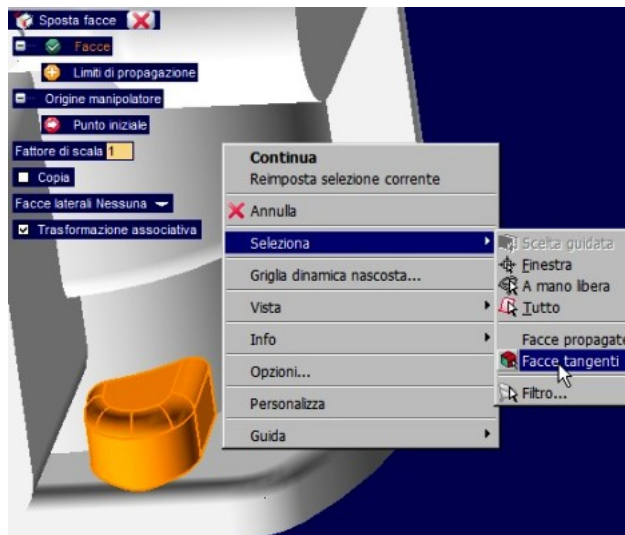 Sposta facce
Facce
Limiti di propagazione
Origine manipolatore
Punto iniziale
Fattore di scala 1
Copia
Facce laterali Nessuna
Trasformazione associativa
Continua
Reimposta selezione corrente
Annulla
Seleziona
Griglia dinamica nascosta...
Vista
Info
Opzioni...
Personalizza
Guida
Scelta guidata
Finestra
A mano libera
Tutto
Facce propagate
Facce tangenti
Filtro...